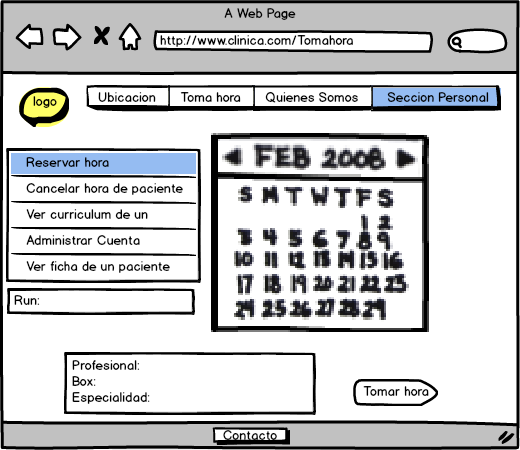 A Web Page
http://www.clinica.com/Tomahora
logo
Ubicacion Toma hora Quienes Somos Seccion Personal
Reservar hora
Cancelar hora de paciente
Ver curriculum de un
Administrar Cuenta
Ver ficha de un paciente
Run:
FEB 2008
S M T W T F S
1 2
3 4 5 6 7 8 9
10 11 12 13 14 15 16
17 18 19 20 21 22 23
24 25 26 27 28 29
Profesional:
Box:
Especialidad:
Tomar hora
Contacto